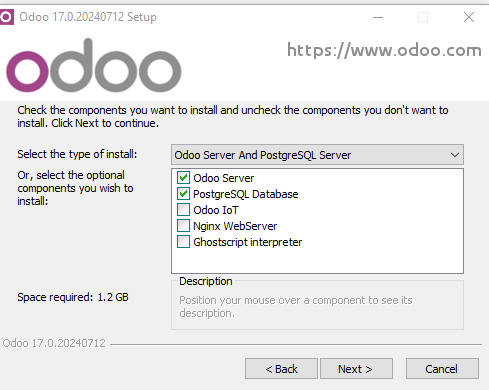 Odoo 17.0.20240712 Setup
odoo
https://www.odoo.com
Check the components you want to install and uncheck the components you don't want to
install. Click Next to continue.
Select the type of install:
Odoo Server And PostgreSQL Server
Or, select the optional
components you wish to
install:
Odoo Server
PostgreSQL Database
Odoo IoT
Nginx WebServer
Ghostscript interpreter
Space required: 1.2 GB
Description
Position your mouse over a component to see its
description.
Odoo 17.0.20240712
< Back
Next >
Cancel